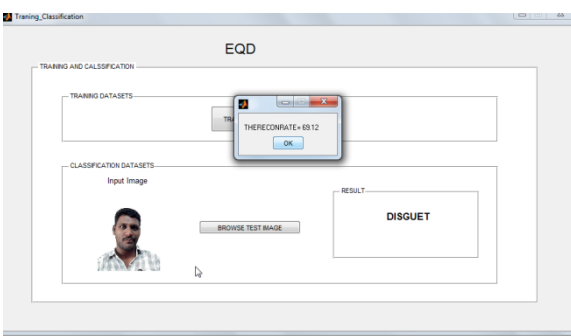 Traning_Classification
EQD
TRAINING AND CALSSIFICATION
TRAINING DATASETS
THERECONRATE= 69.12
OK
CLASSIFICATION DATASETS
Input Image
BROWSE TEST IMAGE
RESULT
DISGUET